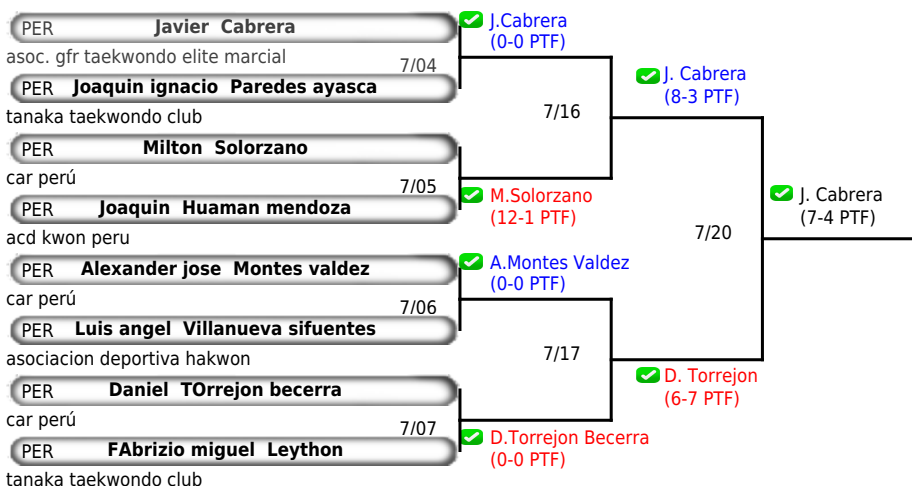 PER Javier Cabrera
asoc. gfr taekwondo elite marcial
7/04
PER Joaquin ignacio Paredes ayasca
tanaka taekwondo club
PER Milton Solorzano
car perú
7/05
PER Joaquin Huaman mendoza
acd kwon peru
PER Alexander jose Montes valdez
car perú
7/06
PER Luis angel Villanueva sifuentes
asociacion deportiva hakwon
PER Daniel TOrrejon becerra
car perú
7/07
PER FAbrizio miguel Leython
tanaka taekwondo club
J.Cabrera
(0-0 PTF)
7/16
M.Solorzano
(12-1 PTF)
A.Montes Valdez
(0-0 PTF)
7/17
D.Torrejon Becerra
(0-0 PTF)
J. Cabrera
(8-3 PTF)
7/20
D. Torrejon
(6-7 PTF)
J. Cabrera
(7-4 PTF)